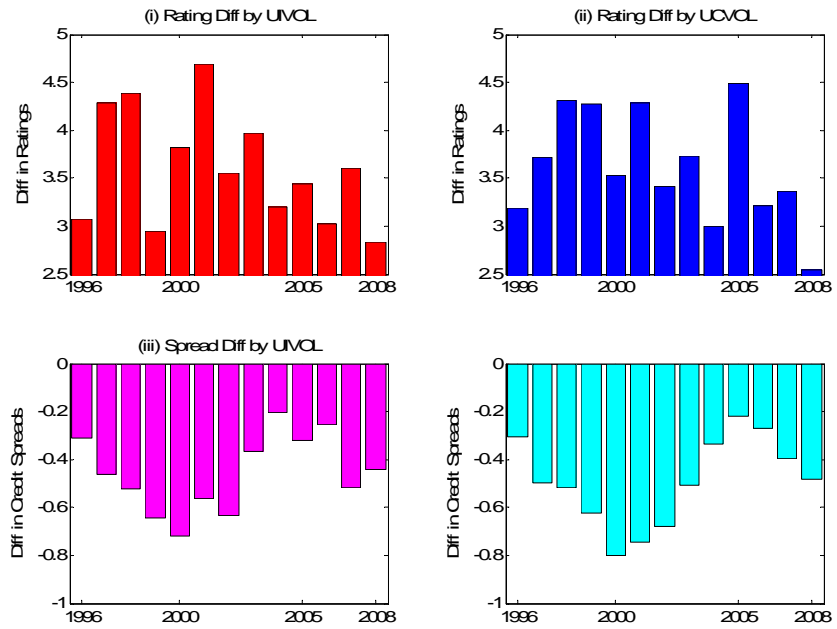 (i) Rating Diff by UIVOL
Diff in Ratings
5
4.5
4
3.5
3
2.5
1996 2000 2005 2008
(ii) Rating Diff by UCVOL
Diff in Ratings
5
4.5
4
3.5
3
2.5
1996 2000 2005 2008
(iii) Spread Diff by UIVOL
Diff in Credit Spreads
0
-0.2
-0.4
-0.6
-0.8
-1
1996 2000 2005 2008
Diff in Credit Spreads
0
-0.2
-0.4
-0.6
-0.8
-1
1996 2000 2005 2008